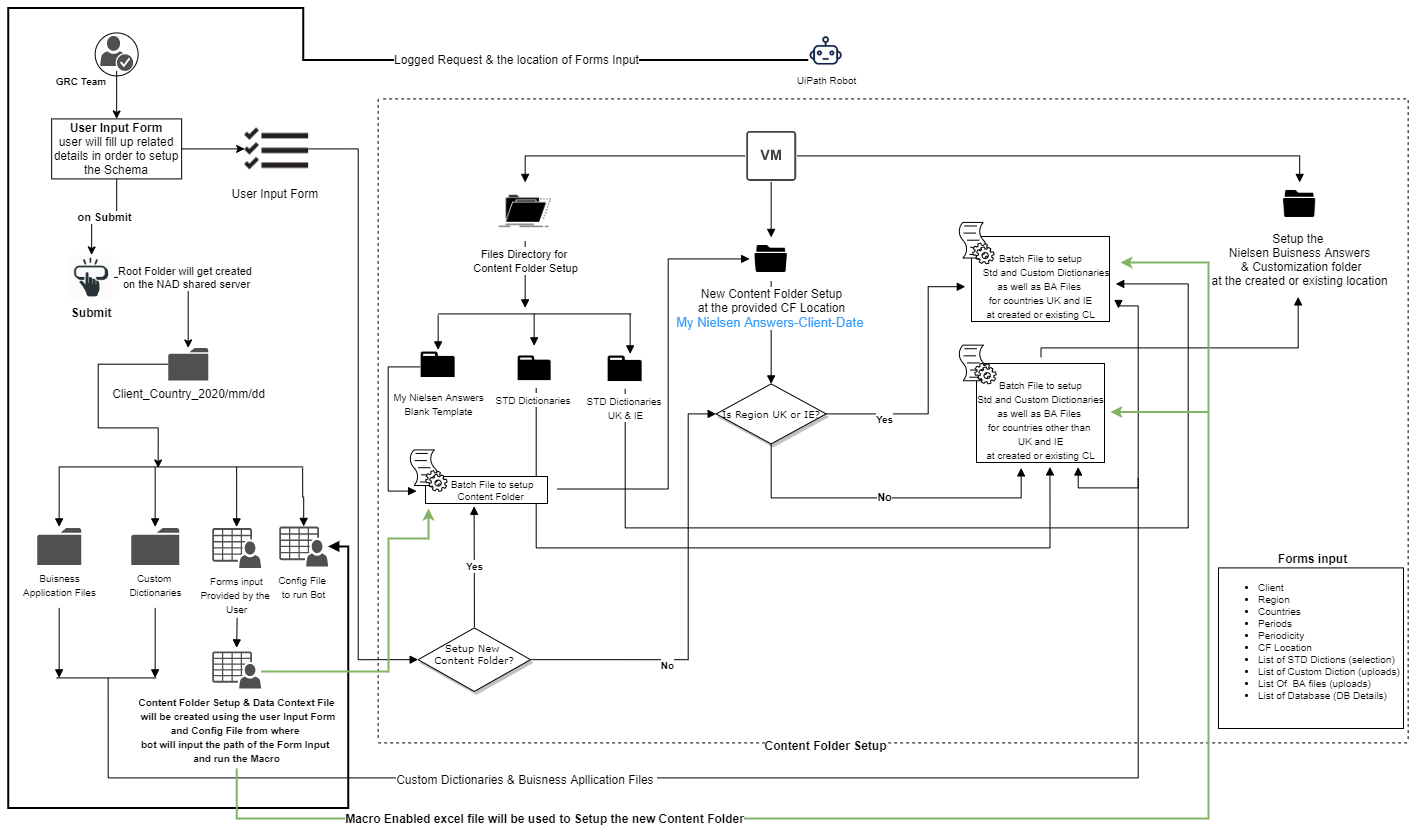 Logged Request & the location of Forms Input
UiPath Robot
GRC Team
User Input Form
user will fill up related
details in order to setup
the Schema
User Input Form
on Submit
Root Folder will get created
on the NAD shared server
Submit
Client_Country_2020/mm/dd
Buisness
Application Files
Custom
Dictionaries
Forms input
Provided by the
User
Config File
to run Bot
Content Folder Setup & Data Context File
will be created using the user Input Form
and Config File from where
bot will input the path of the Form Input
and run the Macro
VM
Files Directory for
Content Folder Setup
My Nielsen Answers
Blank Template
STD Dictionaries
STD Dictionaries
UK & IE
Batch File to setup
Content Folder
Yes
Setup New
Content Folder?
No
New Content Folder Setup
at the provided CF Location
My Nielsen Answers-Client-Date
Is Region UK or IE?
Yes
No
Batch File to setup
Std and Custom Dictionaries
as well as BA Files
for countries UK and IE
at created or existing CL
Batch File to setup
Std and Custom Dictionaries
as well as BA Files
for countries other than
UK and IE
at created or existing CL
Setup the
Nielsen Buisness Answers
& Customization folder
at the created or existing location
Forms input
• Client
• Region
• Countries
• Periods
• Periodicity
• CF Location
• List of STD Dictions (selection)
• List of Custom Diction (uploads)
• List Of BA files (uploads)
• List of Database (DB Details)
Content Folder Setup
Custom Dictionaries & Buisness Apllication Files
Macro Enabled excel file will be used to Setup the new Content Folder